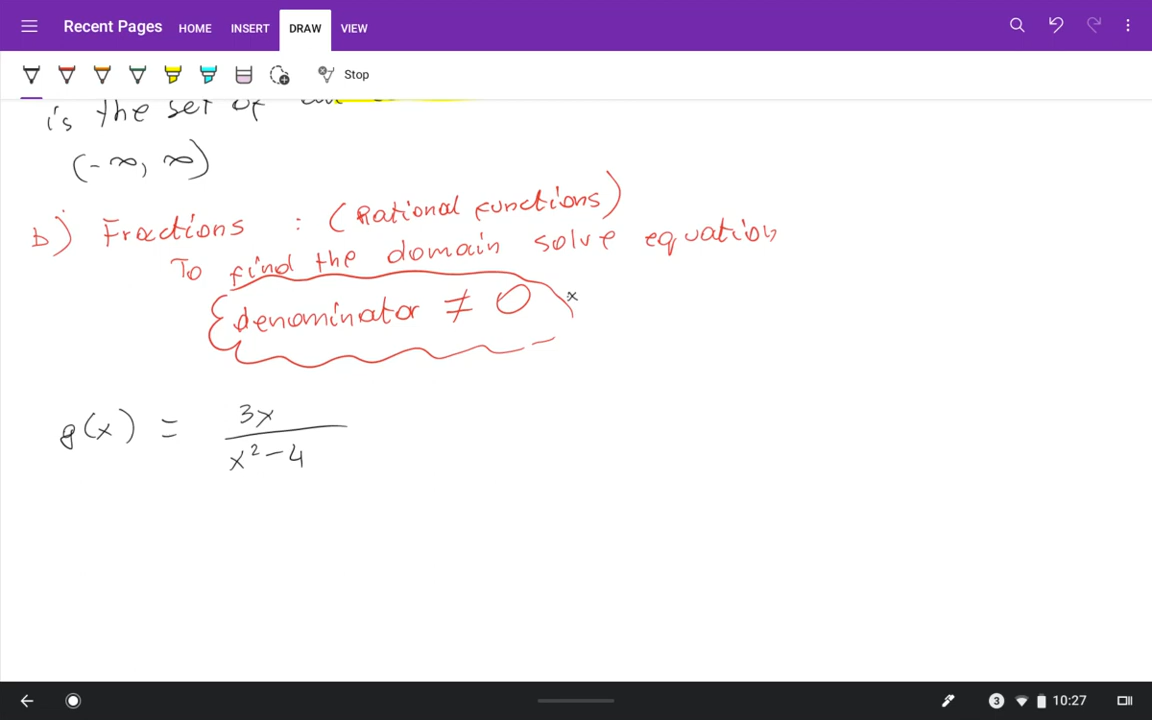 Recent Pages HOME INSERT DRAW VIEW
Stop
is the set of
(-∞, ∞)
b) Fractions : (Rational functions)
To find the domain solve equation
denominator ≠ 0
g(x) = 3x
x² - 4
3 10:27